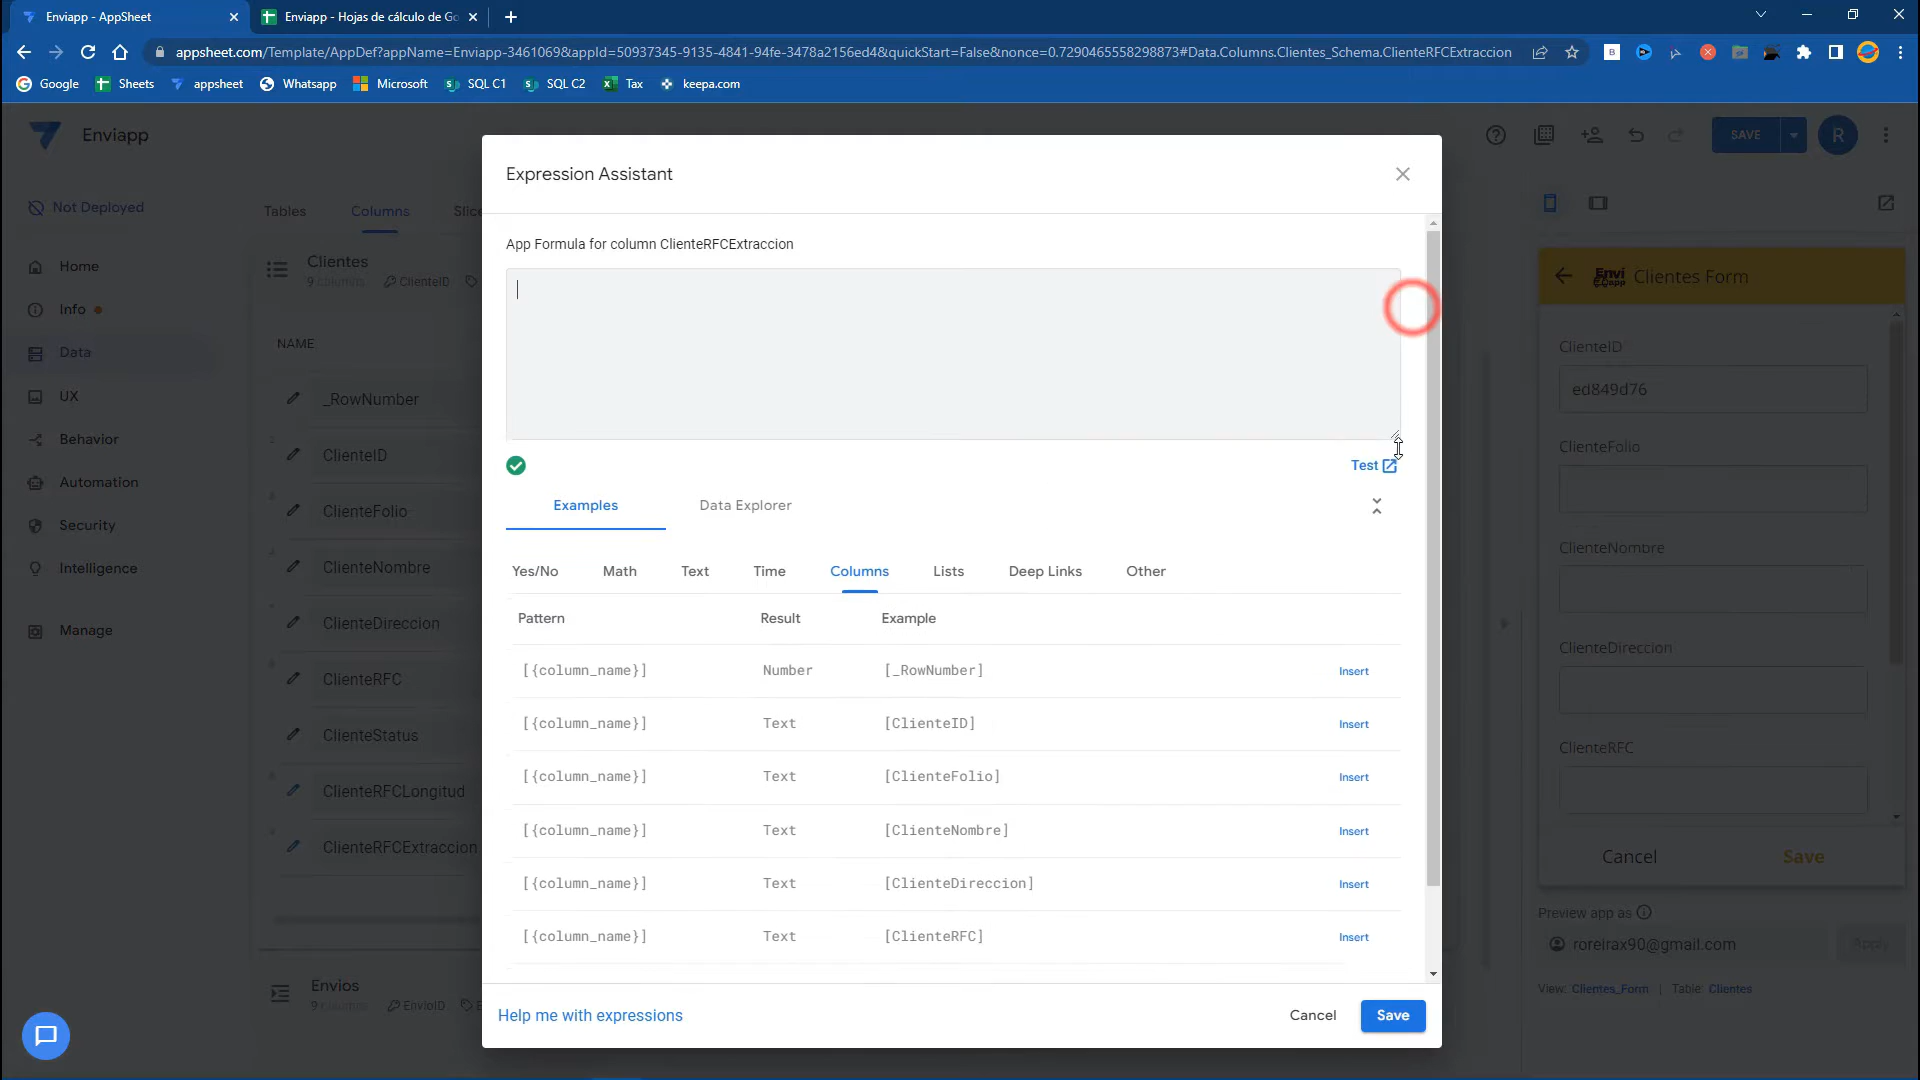 Enviapp - AppSheet
Enviapp - Hojas de cálculo de Go
appsheet.com/Template/AppDef?appName=Enviapp-3461069&appId=50937345-9135-4841-94fe-3478a2156ed4&quickStart=False&nonce=0.7290465558298873#Data.Columns.Clientes_Schema.ClienteRFCExtraccion
Google Sheets appsheet Whatsapp Microsoft SQL C1 SQL C2 Tax keepa.com
Enviapp
SAVE
R
Not Deployed
Home
Info
Data
UX
Behavior
Automation
Security
Intelligence
Manage
Tables Columns Slice
Clientes
9 columns ClienteID
NAME
_RowNumber
ClienteID
ClienteFolio
ClienteNombre
ClienteDireccion
ClienteRFC
ClienteStatus
ClienteRFCLongitud
ClienteRFCExtraccion
Envios
9 columns EnvioID E
Expression Assistant
App Formula for column ClienteRFCExtraccion
Test
Examples Data Explorer
Yes/No Math Text Time Columns Lists Deep Links Other
Pattern Result Example
[{column_name}] Number [_RowNumber] Insert
[{column_name}] Text [ClienteID] Insert
[{column_name}] Text [ClienteFolio] Insert
[{column_name}] Text [ClienteNombre] Insert
[{column_name}] Text [ClienteDireccion] Insert
[{column_name}] Text [ClienteRFC] Insert
Help me with expressions
Cancel
Save
Envi app Clientes Form
ClienteID
ed849d76
ClienteFolio
ClienteNombre
ClienteDireccion
ClienteRFC
Cancel Save
Preview app as
roreirax90@gmail.com Apply
View: Clientes_Form | Table: Clientes